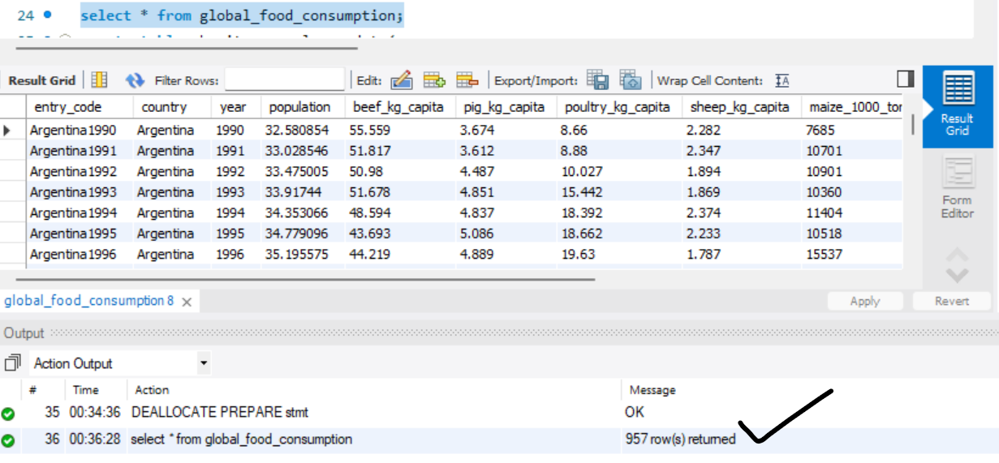 24 select * from global_food_consumption;
Result Grid Filter Rows: Edit: Export/Import: Wrap Cell Content:
entry_code country year population beef_kg_capita pig_kg_capita poultry_kg_capita sheep_kg_capita maize_1000_ton
Argentina1990 Argentina 1990 32.580854 55.559 3.674 8.66 2.282 7685
Argentina1991 Argentina 1991 33.028546 51.817 3.612 8.88 2.347 10701
Argentina1992 Argentina 1992 33.475005 50.98 4.487 10.027 1.894 10901
Argentina1993 Argentina 1993 33.91744 51.678 4.851 15.442 1.869 10360
Argentina1994 Argentina 1994 34.353066 48.594 4.837 18.392 2.374 11404
Argentina1995 Argentina 1995 34.779096 43.693 5.086 18.662 2.233 10518
Argentina1996 Argentina 1996 35.195575 44.219 4.889 19.63 1.787 15537
Result
Grid
Form
Editor
global_food_consumption 8 Apply Revert
Output
Action Output
# Time Action Message
35 00:34:36 DEALLOCATE PREPARE stmt OK
36 00:36:28 select * from global_food_consumption 957 row(s) returned